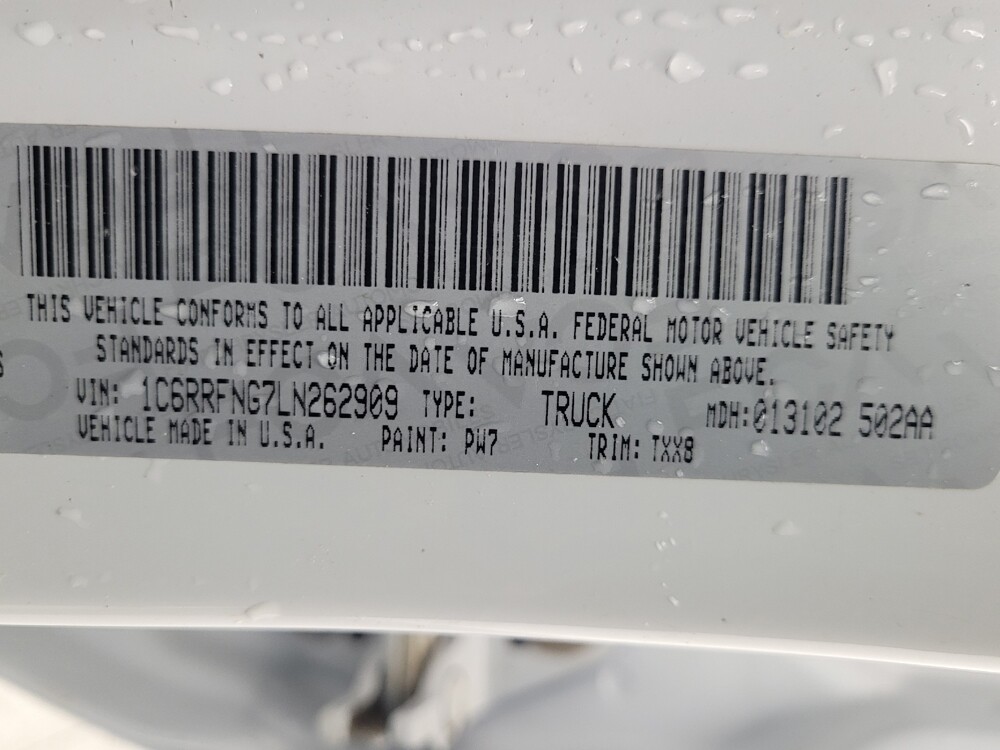 THIS VEHICLE CONFORMS TO ALL APPLICABLE U.S.A. FEDERAL MOTOR VEHICLE SAFETY
STANDARDS IN EFFECT ON THE DATE OF MANUFACTURE SHOWN ABOVE.
VIN: 1C6RRFNG7LN262909 TYPE: TRUCK MDH:013102 502AA
VEHICLE MADE IN U.S.A. PAINT: PW7 TRIM: TXX8